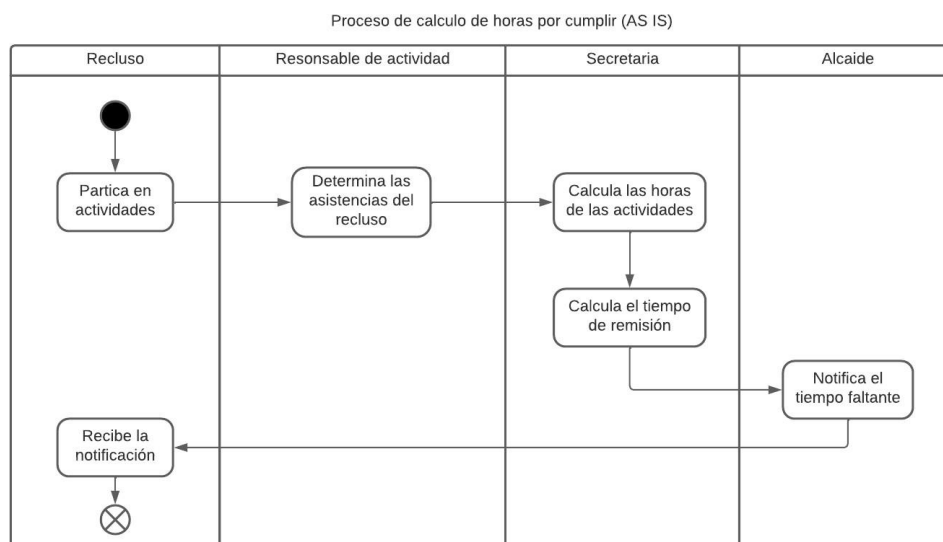 Proceso de calculo de horas por cumplir (AS IS)
Recluso
Resonsable de actividad
Secretaria
Alcaide
Partica en
actividades
Determina las
asistencias del
recluso
Calcula las horas
de las actividades
Calcula el tiempo
de remisión
Notifica el
tiempo faltante
Recibe la
notificación